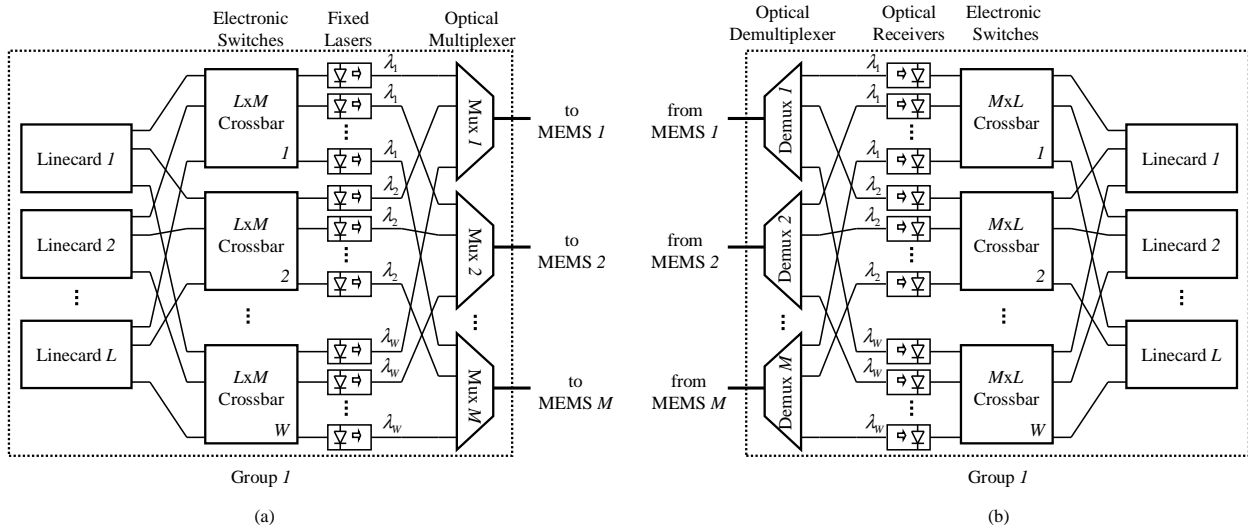 Electronic
Switches
Fixed
Lasers
Optical
Multiplexer
Linecard 1
Linecard 2
Linecard L
LxM
Crossbar
1
LxM
Crossbar
2
LxM
Crossbar
W
λ1
λ1
λ1
λ2
λ2
λ2
λW
λW
λW
Mux 1
Mux 2
Mux M
to
MEMS 1
to
MEMS 2
to
MEMS M
Group 1
(a)
Optical
Demultiplexer
Optical
Receivers
Electronic
Switches
from
MEMS 1
from
MEMS 2
from
MEMS M
Demux 1
Demux 2
Demux M
λ1
λ1
λ1
λ2
λ2
λ2
λW
λW
λW
MxL
Crossbar
1
MxL
Crossbar
2
MxL
Crossbar
W
Linecard 1
Linecard 2
Linecard L
Group 1
(b)